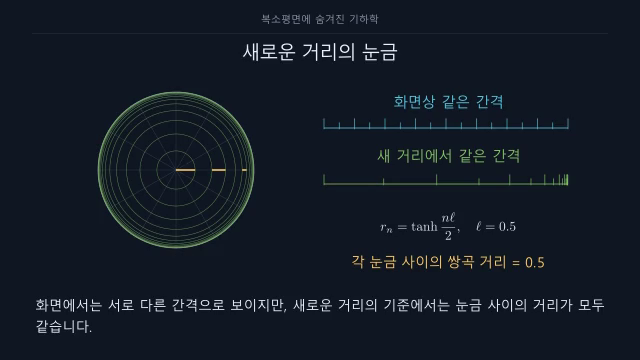 복소평면에 숨겨진 기하학
새로운 거리의 눈금
화면상 같은 간격
새 거리에서 같은 간격
rₙ = tanh nℓ/2, ℓ = 0.5
각 눈금 사이의 쌍곡 거리 = 0.5
화면에서는 서로 다른 간격으로 보이지만, 새로운 거리의 기준에서는 눈금 사이의 거리가 모두
같습니다.